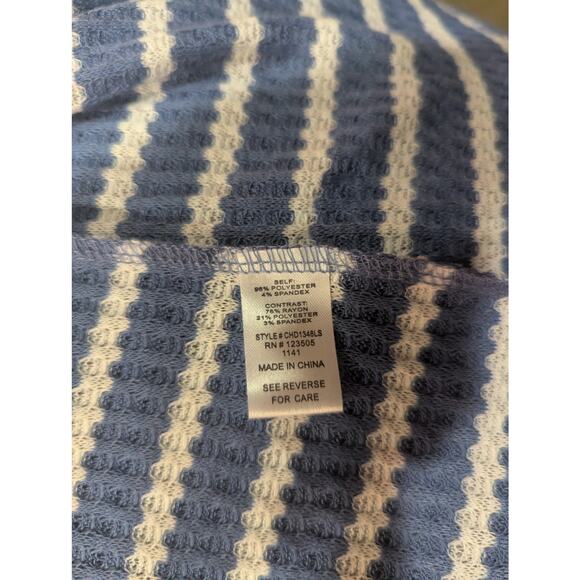 SELF:
96% POLYESTER
4% SPANDEX
CONTRAST:
76% RAYON
21% POLYESTER
3% SPANDEX
STYLE # CHD1348LS
RN # 123505
1141
MADE IN CHINA
SEE REVERSE
FOR CARE